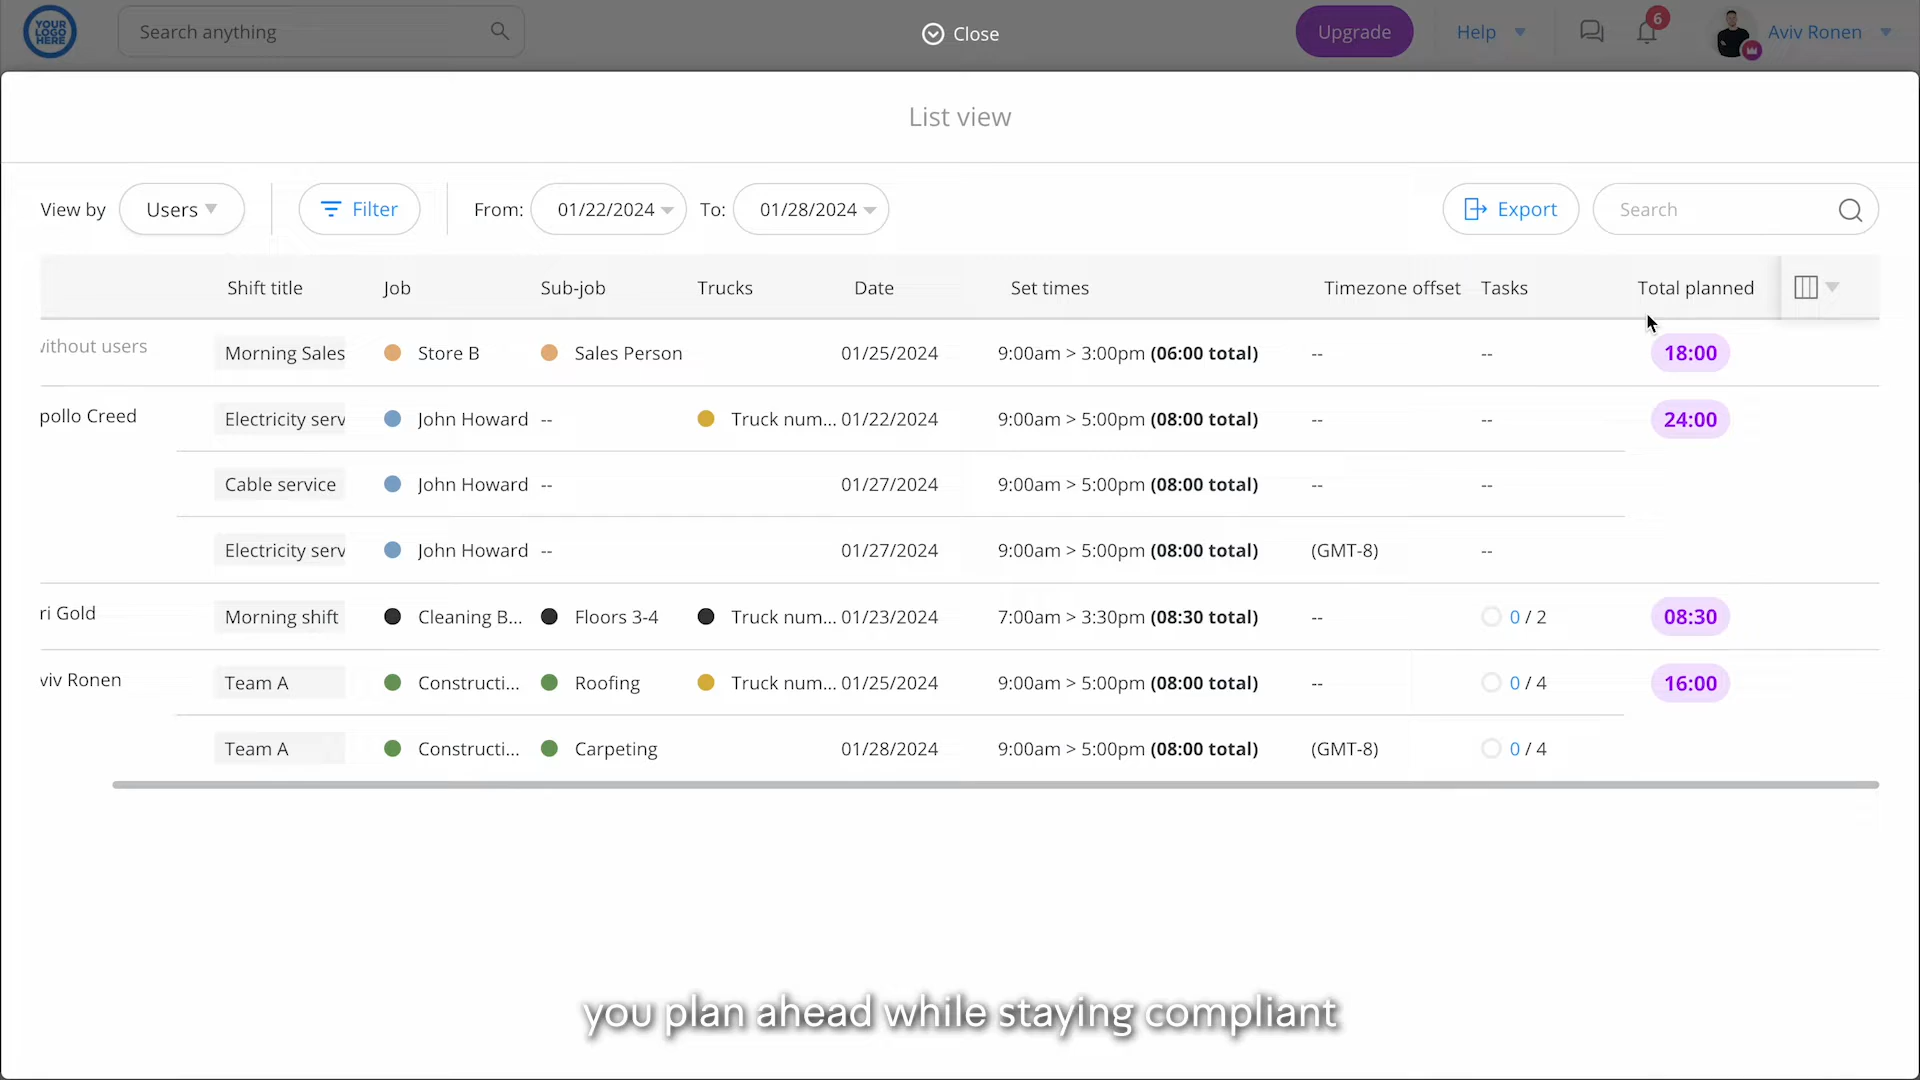 YOUR LOGO HERE
Search anything
Close
Upgrade
Help
6
Aviv Ronen
List view
View by Users Filter From: 01/22/2024 To: 01/28/2024 Export Search
Shift title Job Sub-job Trucks Date Set times Timezone offset Tasks Total planned
ithout users Morning Sales Store B Sales Person 01/25/2024 9:00am > 3:00pm (06:00 total) -- -- 18:00
pollo Creed Electricity serv John Howard -- Truck num... 01/22/2024 9:00am > 5:00pm (08:00 total) -- -- 24:00
Cable service John Howard -- 01/27/2024 9:00am > 5:00pm (08:00 total) -- --
Electricity serv John Howard -- 01/27/2024 9:00am > 5:00pm (08:00 total) (GMT-8) --
ri Gold Morning shift Cleaning B... Floors 3-4 Truck num... 01/23/2024 7:00am > 3:30pm (08:30 total) -- 0 / 2 08:30
viv Ronen Team A Constructi... Roofing Truck num... 01/25/2024 9:00am > 5:00pm (08:00 total) -- 0 / 4 16:00
Team A Constructi... Carpeting 01/28/2024 9:00am > 5:00pm (08:00 total) (GMT-8) 0 / 4
you plan ahead while staying compliant